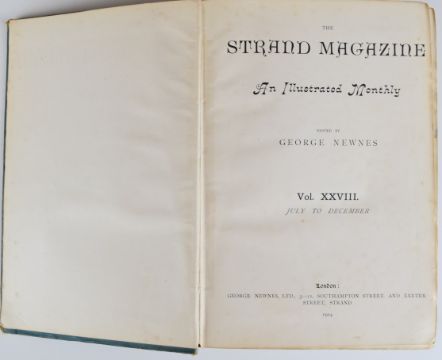 THE
STRAND MAGAZINE
An Illustrated Monthly
EDITED BY
GEORGE NEWNES
Vol. XXVIII.
JULY TO DECEMBER
London:
GEORGE NEWNES, LTD., SOUTHAMPTON STREET, AND EXETER
STREET, STRAND
1904